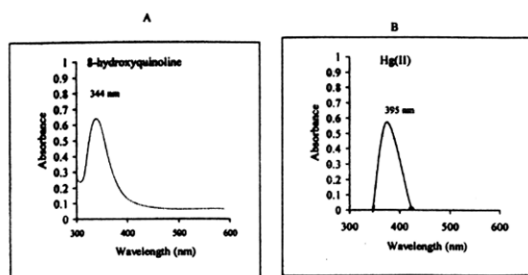 A
8-hydroxyquinoline
344 nm
1
0.9
0.8
0.7
0.6
0.5
0.4
0.3
0.2
0.1
0
300 400 500 600
Absorbance
Wavelength (nm)
B
Hg(II)
395 nm
1
0.9
0.8
0.7
0.6
0.5
0.4
0.3
0.2
0.1
0
300 400 500 600
Absorbance
Wavelength (nm)